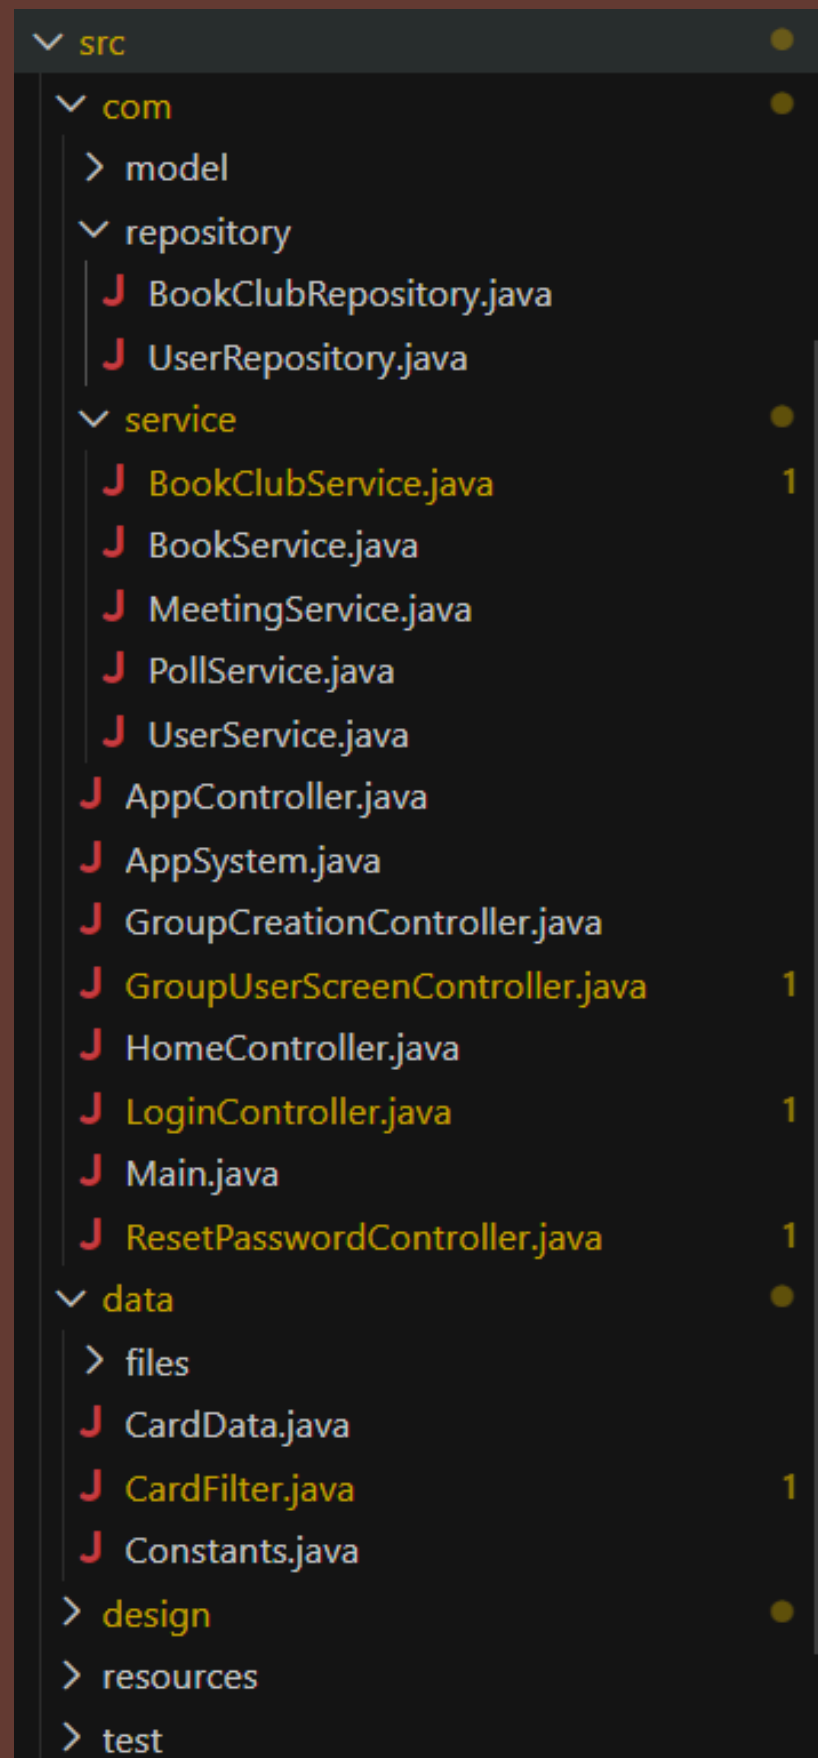 src
com
model
repository
J BookClubRepository.java
J UserRepository.java
service
J BookClubService.java 1
J BookService.java
J MeetingService.java
J PollService.java
J UserService.java
J AppController.java
J AppSystem.java
J GroupCreationController.java
J GroupUserScreenController.java 1
J HomeController.java
J LoginController.java 1
J Main.java
J ResetPasswordController.java 1
data
files
J CardData.java
J CardFilter.java 1
J Constants.java
design
resources
test